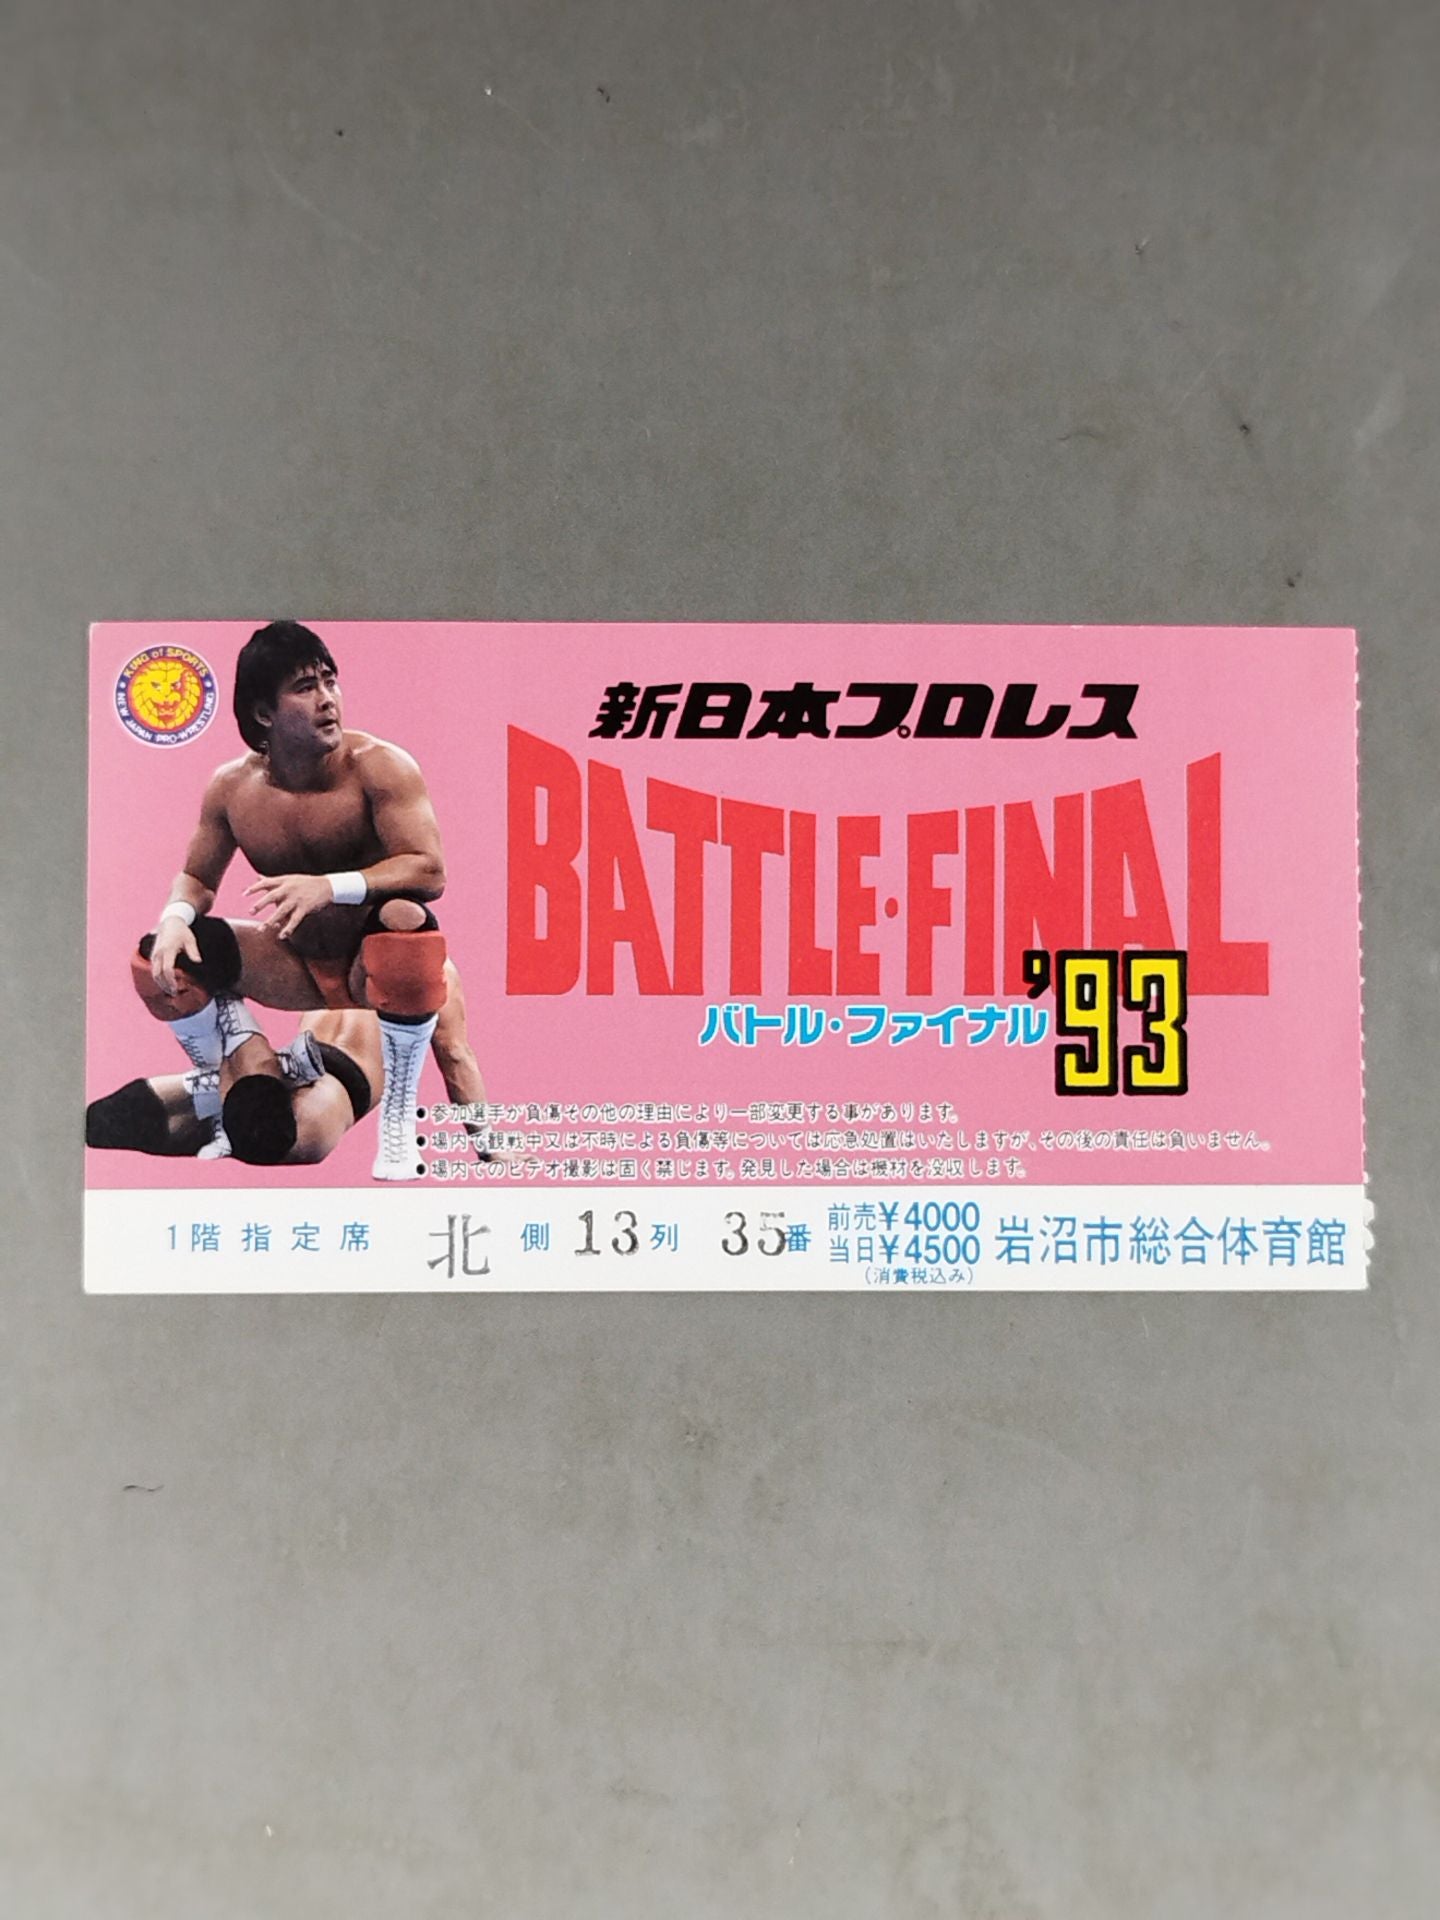 KING of SPORTS
NEW JAPAN PRO-WRESTLING
新日本プロレス
BATTLE・FINAL
バトル・ファイナル'93
●参加選手が負傷その他の理由により一部変更する事があります。
●場内で観戦中又は不時による負傷等については応急処置はいたしますが、その後の責任は負いません。
●場内でのビデオ撮影は固く禁じます。発見した場合は機材を没収します。
1階指定席 北側 13列 35番 前売¥4000 岩沼市総合体育館
当日¥4500
(消費税込み)